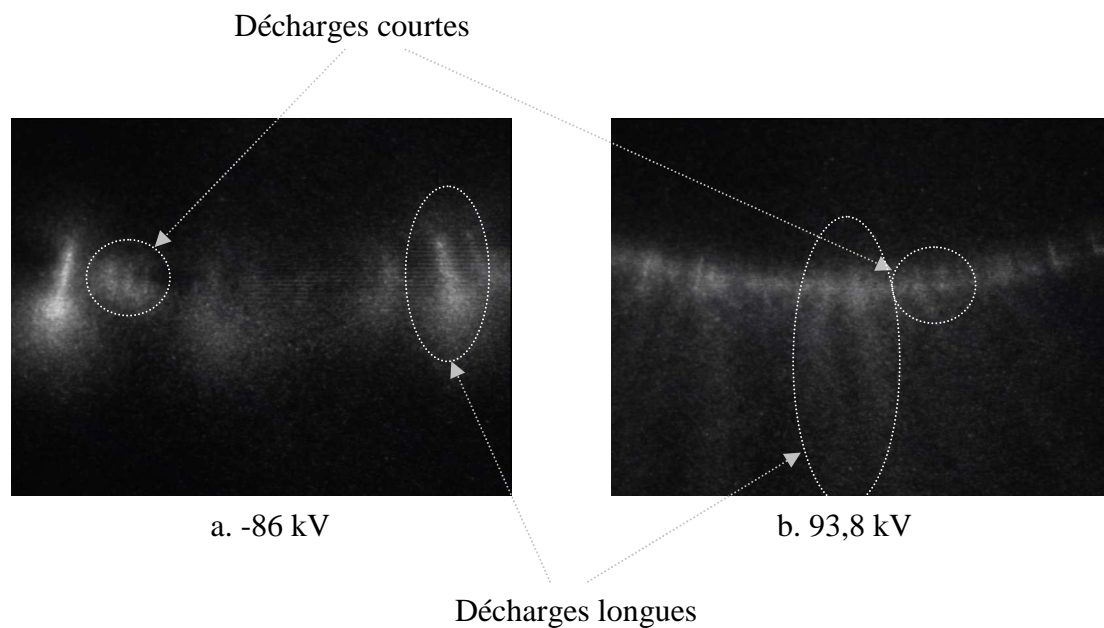 Décharges courtes
a. -86 kV
b. 93,8 kV
Décharges longues